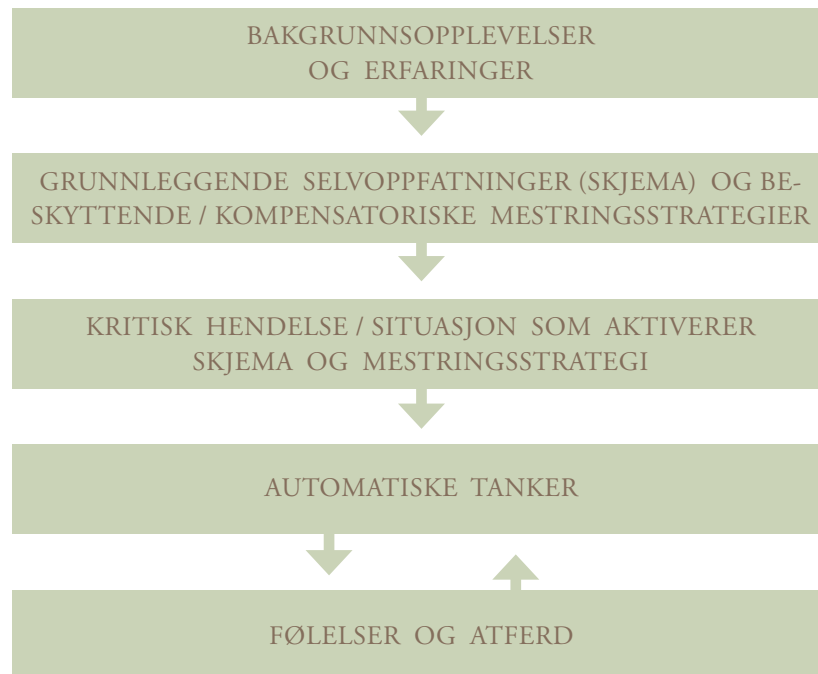 BAKGRUNNSOPPLEVELSER
OG ERFARINGER
GRUNNLEGGENDE SELVOPPFATNINGER (SKJEMA) OG BE-
SKYTTENDE / KOMPENSATORISKE MESTRINGSSTRATEGIER
KRITISK HENDELSE / SITUASJON SOM AKTIVERER
SKJEMA OG MESTRINGSSTRATEGI
AUTOMATISKE TANKER
FØLELSER OG ATFERD